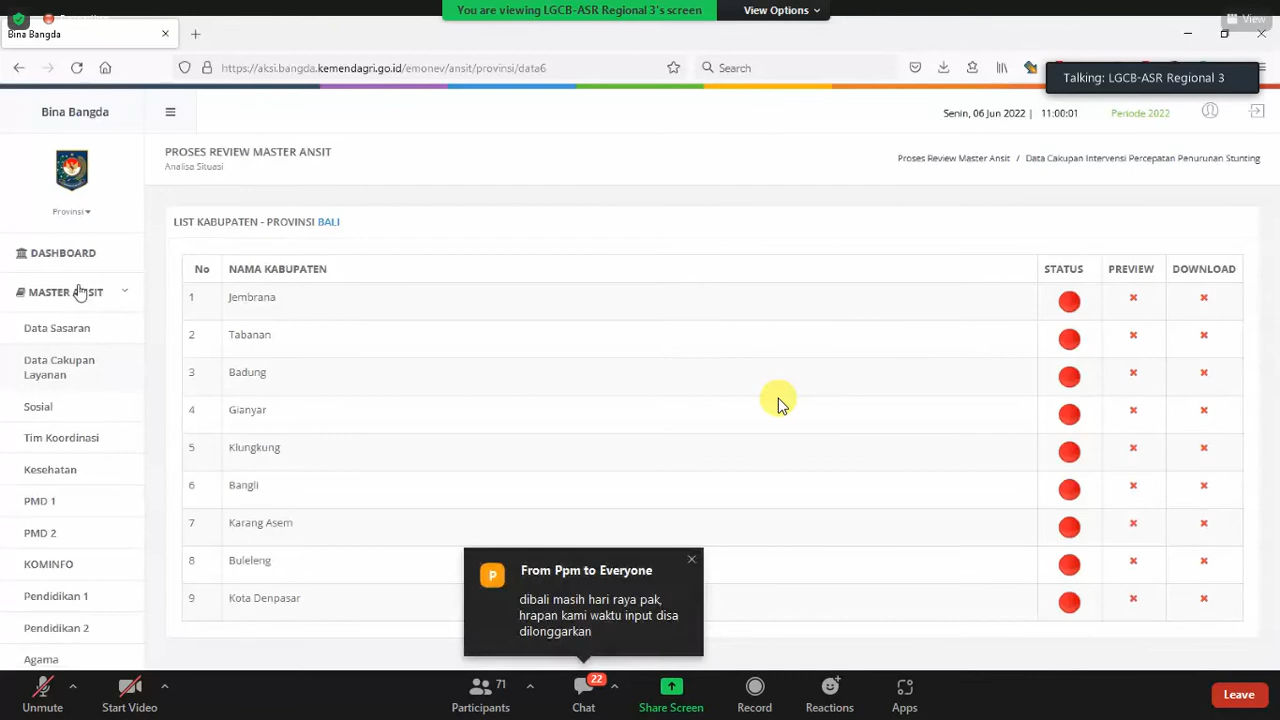 You are viewing LGCB-ASR Regional 3's screen
View Options
View
Bina Bangda
https://aksi.bangda.kemendagri.go.id/emonev/ansit/provinsi/data6
Search
Talking: LGCB-ASR Regional 3
Bina Bangda
Senin, 06 Jun 2022 | 11:00:01
Periode 2022
PROSES REVIEW MASTER ANSIT
Analisa Situasi
Proses Review Master Ansit / Data Cakupan Intervensi Percepatan Penurunan Stunting
Provinsi
DASHBOARD
MASTER ANSIT
Data Sasaran
Data Cakupan
Layanan
Sosial
Tim Koordinasi
Kesehatan
PMD 1
PMD 2
KOMINFO
Pendidikan 1
Pendidikan 2
Agama
LIST KABUPATEN - PROVINSI BALI
No NAMA KABUPATEN STATUS PREVIEW DOWNLOAD
1 Jembrana
2 Tabanan
3 Badung
4 Gianyar
5 Klungkung
6 Bangli
7 Karang Asem
8 Buleleng
9 Kota Denpasar
P
From Ppm to Everyone
dibali masih hari raya pak,
hrapan kami waktu input disa
dilonggarkan
71
22
Unmute
Start Video
Participants
Chat
Share Screen
Record
Reactions
Apps
Leave